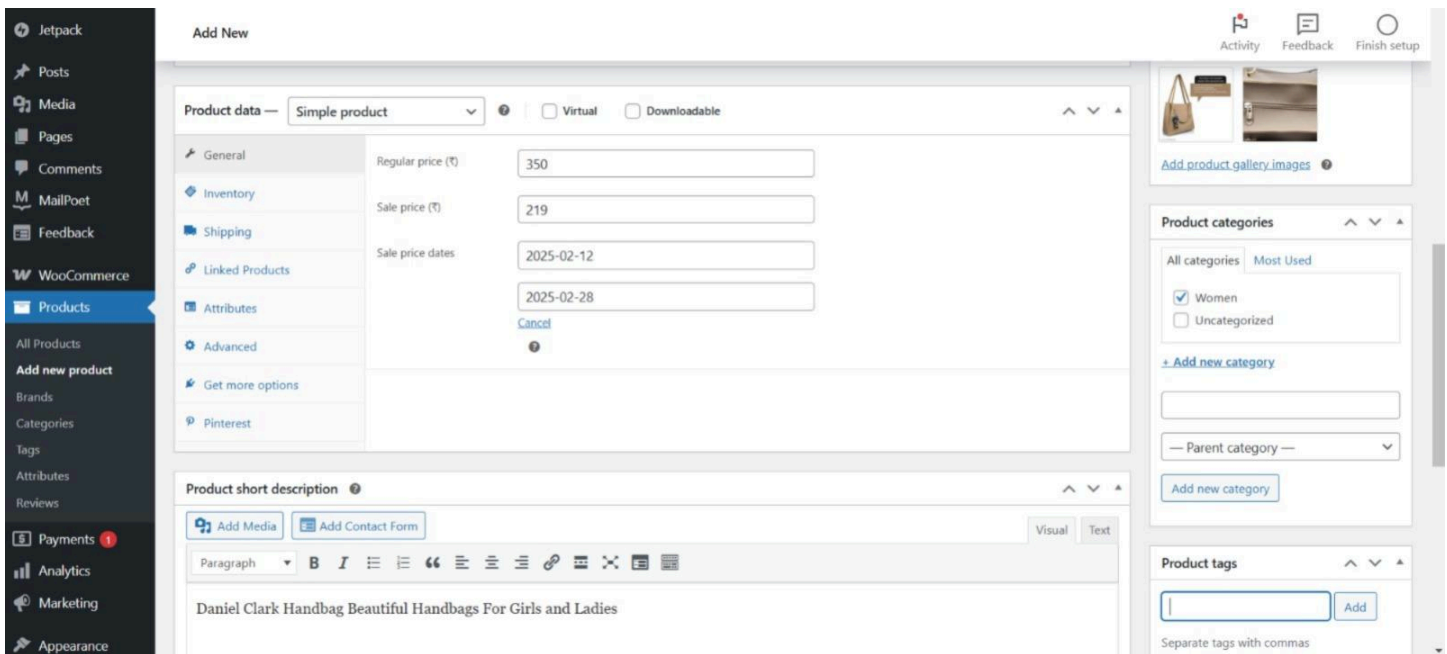 Jetpack
Posts
Media
Pages
Comments
MailPoet
Feedback
WooCommerce
Products
All Products
Add new product
Brands
Categories
Tags
Attributes
Reviews
Payments 1
Analytics
Marketing
Appearance
Add New
Activity
Feedback
Finish setup
Product data — Simple product
Virtual
Downloadable
General
Inventory
Shipping
Linked Products
Attributes
Advanced
Get more options
Pinterest
Regular price (₹) 350
Sale price (₹) 219
Sale price dates 2025-02-12
2025-02-28
Cancel
Product short description
Add Media
Add Contact Form
Visual
Text
Paragraph
Daniel Clark Handbag Beautiful Handbags For Girls and Ladies
Add product gallery images
Product categories
All categories
Most Used
Women
Uncategorized
+ Add new category
— Parent category —
Add new category
Product tags
Add
Separate tags with commas